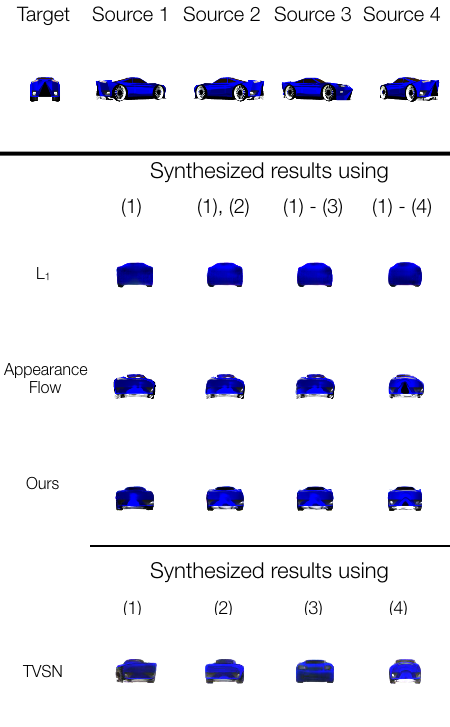 Target Source 1 Source 2 Source 3 Source 4
Synthesized results using
(1) (1), (2) (1) - (3) (1) - (4)
L₁
Appearance
Flow
Ours
Synthesized results using
(1) (2) (3) (4)
TVSN